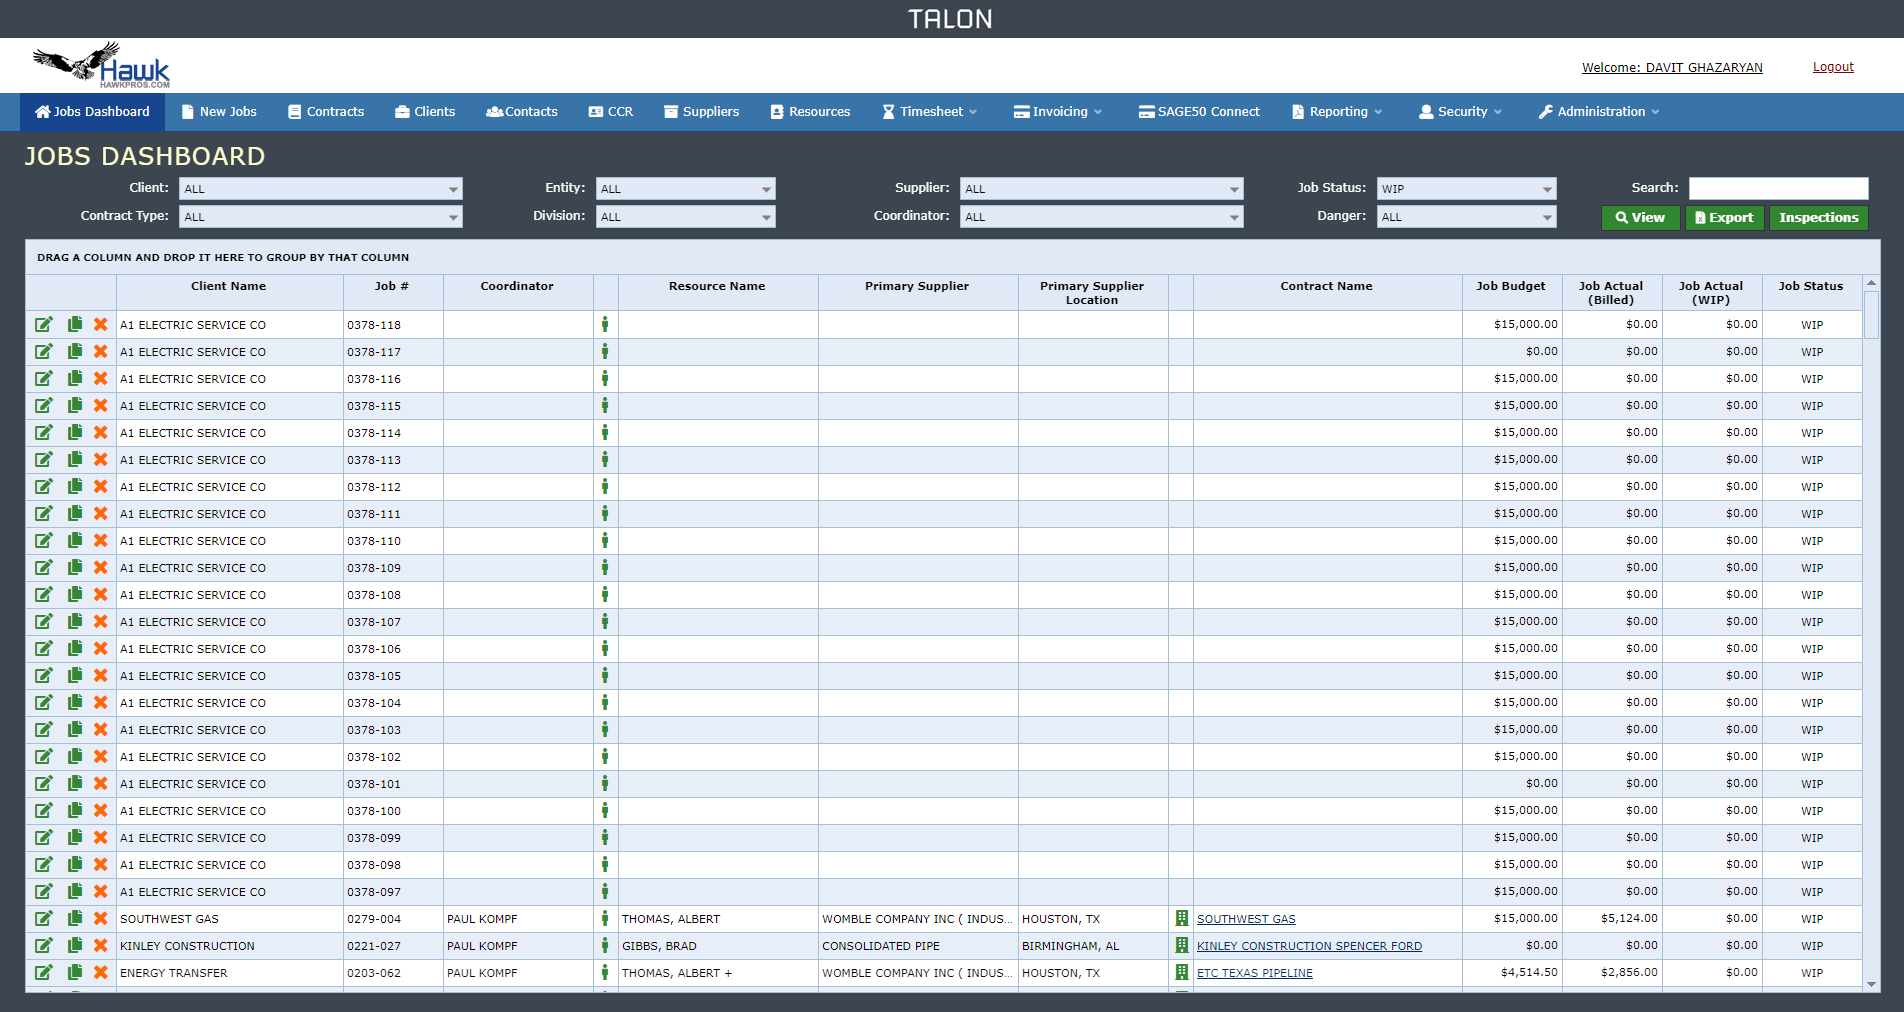 TALON
Hawk
HAWKPROS.COM
Welcome: DAVIT GHAZARYAN Logout
Jobs Dashboard New Jobs Contracts Clients Contacts CCR Suppliers Resources Timesheet Invoicing SAGE50 Connect Reporting Security Administration
JOBS DASHBOARD
Client: ALL Entity: ALL Supplier: ALL Job Status: WIP Search:
Contract Type: ALL Division: ALL Coordinator: ALL Danger: ALL View Export Inspections
DRAG A COLUMN AND DROP IT HERE TO GROUP BY THAT COLUMN
Client Name Job # Coordinator Resource Name Primary Supplier Primary Supplier Location Contract Name Job Budget Job Actual (Billed) Job Actual (WIP) Job Status
A1 ELECTRIC SERVICE CO 0378-118 $15,000.00 $0.00 $0.00 WIP
A1 ELECTRIC SERVICE CO 0378-117 $0.00 $0.00 $0.00 WIP
A1 ELECTRIC SERVICE CO 0378-116 $15,000.00 $0.00 $0.00 WIP
A1 ELECTRIC SERVICE CO 0378-115 $15,000.00 $0.00 $0.00 WIP
A1 ELECTRIC SERVICE CO 0378-114 $15,000.00 $0.00 $0.00 WIP
A1 ELECTRIC SERVICE CO 0378-113 $15,000.00 $0.00 $0.00 WIP
A1 ELECTRIC SERVICE CO 0378-112 $15,000.00 $0.00 $0.00 WIP
A1 ELECTRIC SERVICE CO 0378-111 $15,000.00 $0.00 $0.00 WIP
A1 ELECTRIC SERVICE CO 0378-110 $15,000.00 $0.00 $0.00 WIP
A1 ELECTRIC SERVICE CO 0378-109 $15,000.00 $0.00 $0.00 WIP
A1 ELECTRIC SERVICE CO 0378-108 $15,000.00 $0.00 $0.00 WIP
A1 ELECTRIC SERVICE CO 0378-107 $15,000.00 $0.00 $0.00 WIP
A1 ELECTRIC SERVICE CO 0378-106 $15,000.00 $0.00 $0.00 WIP
A1 ELECTRIC SERVICE CO 0378-105 $15,000.00 $0.00 $0.00 WIP
A1 ELECTRIC SERVICE CO 0378-104 $15,000.00 $0.00 $0.00 WIP
A1 ELECTRIC SERVICE CO 0378-103 $15,000.00 $0.00 $0.00 WIP
A1 ELECTRIC SERVICE CO 0378-102 $15,000.00 $0.00 $0.00 WIP
A1 ELECTRIC SERVICE CO 0378-101 $0.00 $0.00 $0.00 WIP
A1 ELECTRIC SERVICE CO 0378-100 $15,000.00 $0.00 $0.00 WIP
A1 ELECTRIC SERVICE CO 0378-099 $15,000.00 $0.00 $0.00 WIP
A1 ELECTRIC SERVICE CO 0378-098 $15,000.00 $0.00 $0.00 WIP
A1 ELECTRIC SERVICE CO 0378-097 $15,000.00 $0.00 $0.00 WIP
SOUTHWEST GAS 0279-004 PAUL KOMPF THOMAS, ALBERT WOMBLE COMPANY INC ( INDUS... HOUSTON, TX SOUTHWEST GAS $15,000.00 $5,124.00 $0.00 WIP
KINLEY CONSTRUCTION 0221-027 PAUL KOMPF GIBBS, BRAD CONSOLIDATED PIPE BIRMINGHAM, AL KINLEY CONSTRUCTION SPENCER FORD $0.00 $0.00 $0.00 WIP
ENERGY TRANSFER 0203-062 PAUL KOMPF THOMAS, ALBERT + WOMBLE COMPANY INC ( INDUS... HOUSTON, TX ETC TEXAS PIPELINE $4,514.50 $2,856.00 $0.00 WIP